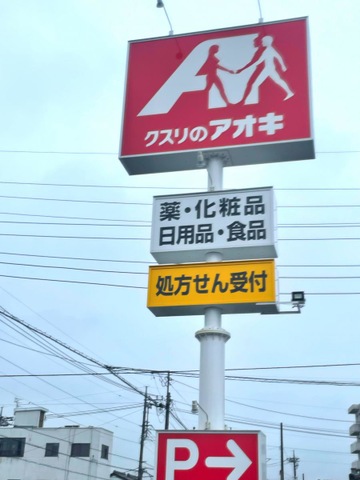 クスリのアオキ
薬・化粧品
日用品・食品
処方せん受付
P→